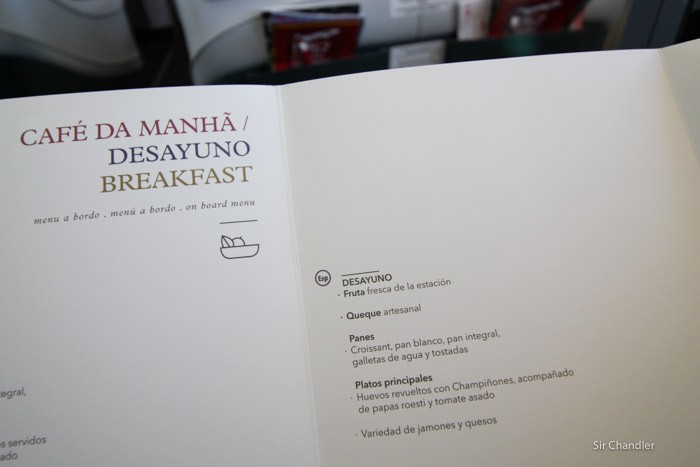 CAFÉ DA MANHÃ /
DESAYUNO
BREAKFAST
menu a bordo . menú a bordo . on board menu
Esp
DESAYUNO
· Fruta fresca de la estación
· Queque artesanal
Panes
· Croissant, pan blanco, pan integral,
galletas de agua y tostadas
Platos principales
· Huevos revueltos con Champiñones, acompañado
de papas roesti y tomate asado
· Variedad de jamones y quesos
servidos
Sir Chandler